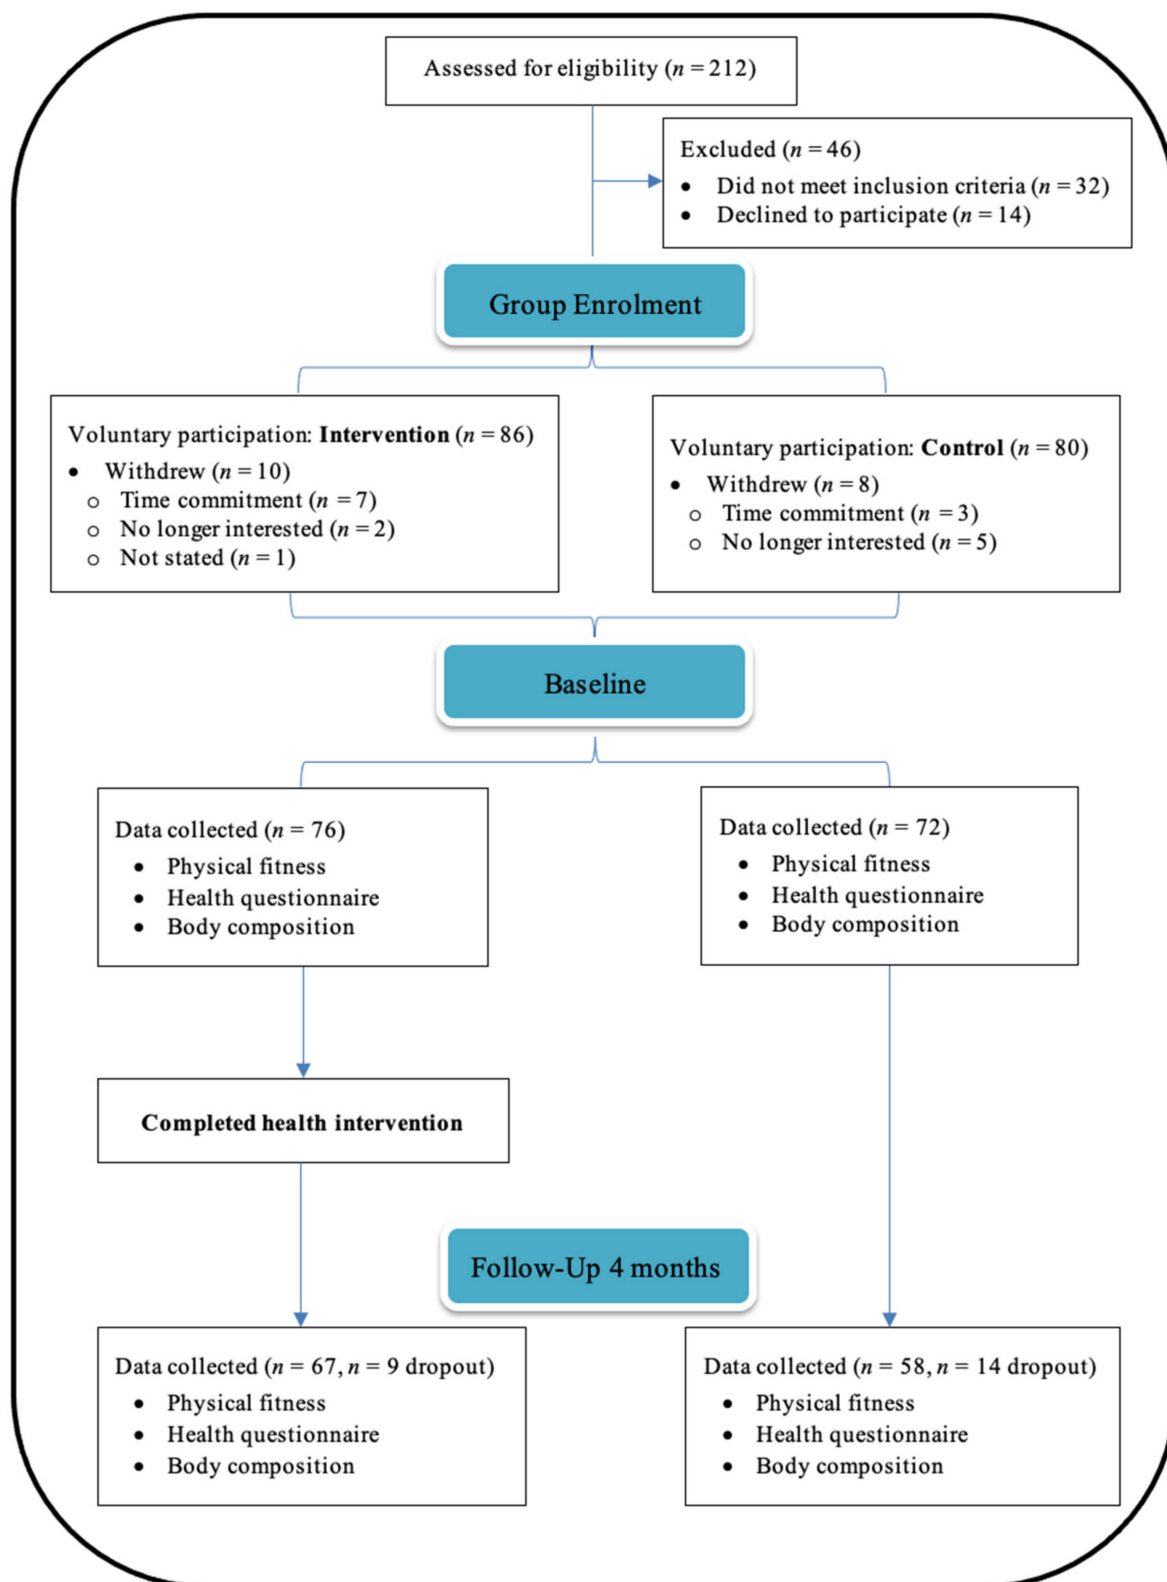 Assessed for eligibility (n = 212)
Excluded (n = 46)
• Did not meet inclusion criteria (n = 32)
• Declined to participate (n = 14)
Group Enrolment
Voluntary participation: Intervention (n = 86)
• Withdrew (n = 10)
o Time commitment (n = 7)
o No longer interested (n = 2)
o Not stated (n = 1)
Voluntary participation: Control (n = 80)
• Withdrew (n = 8)
o Time commitment (n = 3)
o No longer interested (n = 5)
Baseline
Data collected (n = 76)
• Physical fitness
• Health questionnaire
• Body composition
Data collected (n = 72)
• Physical fitness
• Health questionnaire
• Body composition
Completed health intervention
Follow-Up 4 months
Data collected (n = 67, n = 9 dropout)
• Physical fitness
• Health questionnaire
• Body composition
Data collected (n = 58, n = 14 dropout)
• Physical fitness
• Health questionnaire
• Body composition